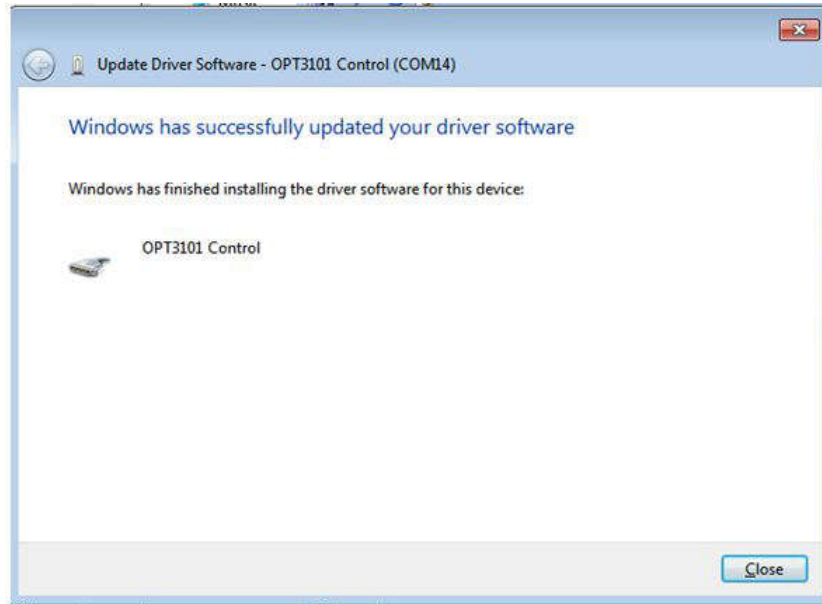 Update Driver Software - OPT3101 Control (COM14)
Windows has successfully updated your driver software
Windows has finished installing the driver software for this device:
OPT3101 Control
Close